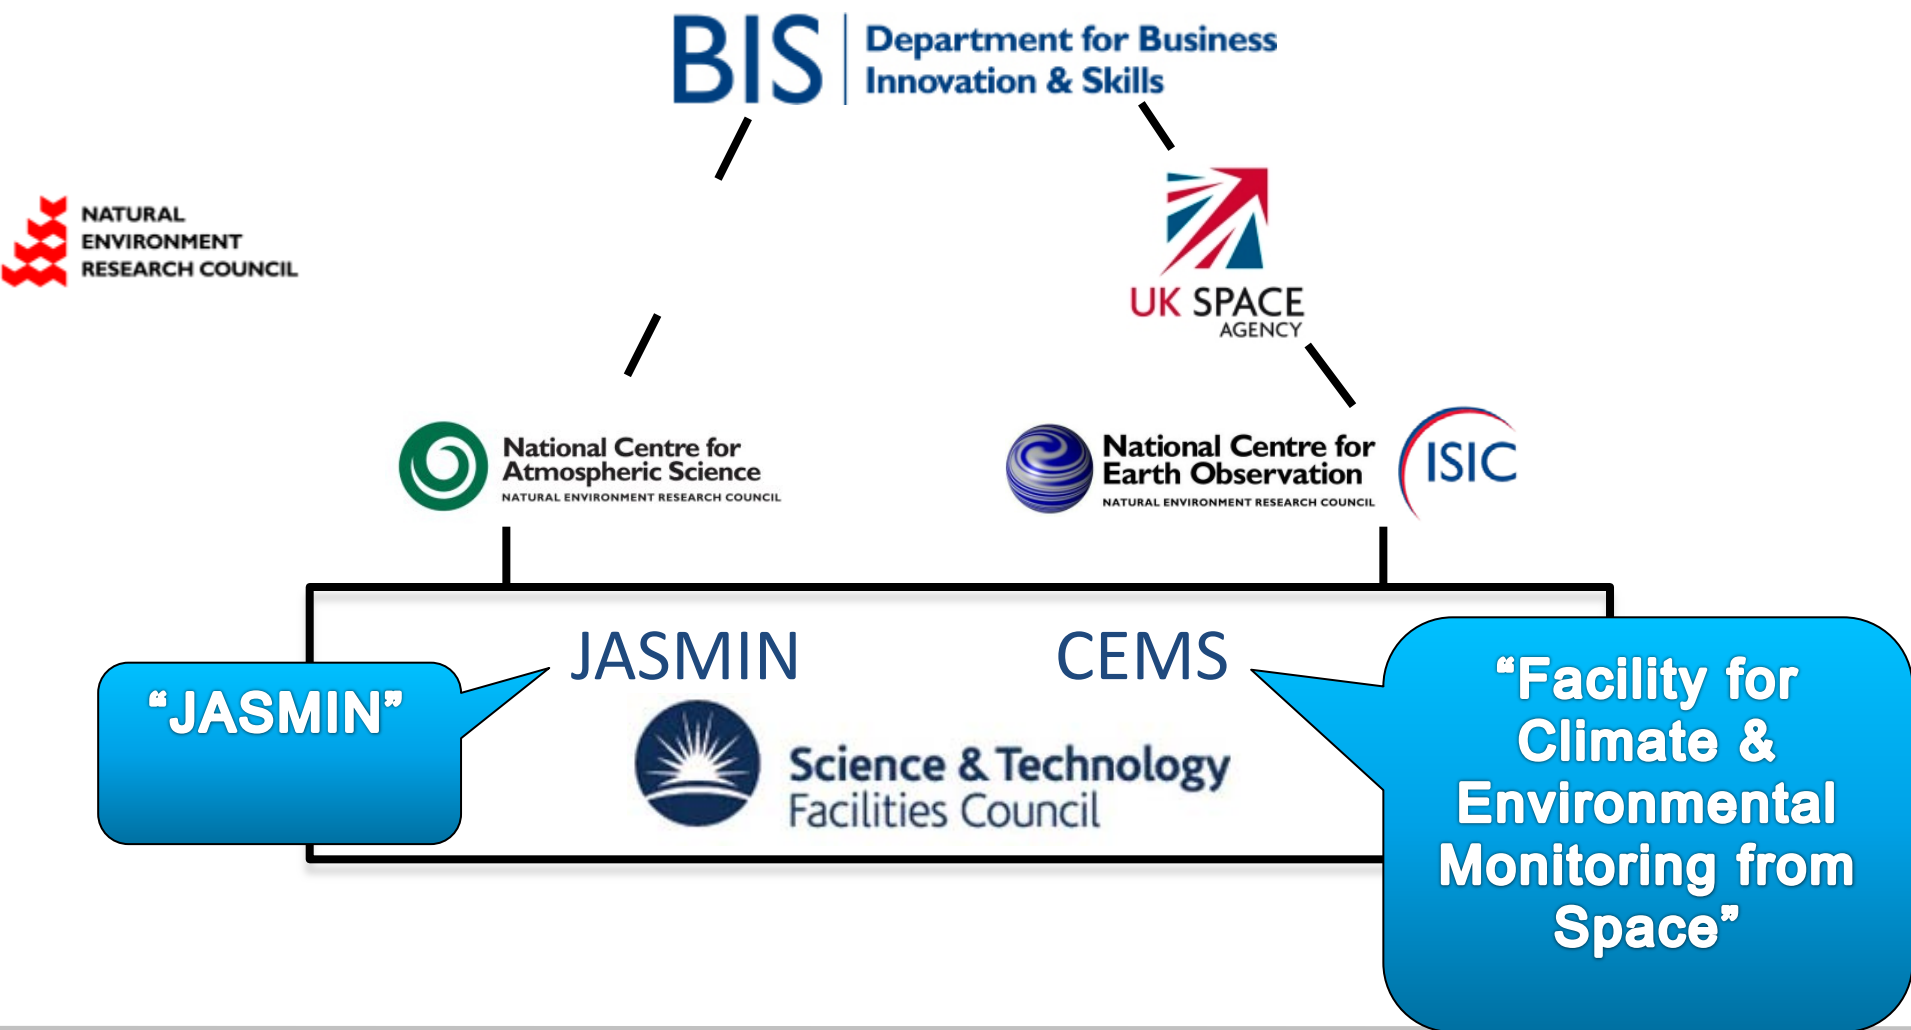 BIS
Department for Business
Innovation & Skills
NATURAL
ENVIRONMENT
RESEARCH COUNCIL
UK SPACE
AGENCY
National Centre for
Atmospheric Science
NATURAL ENVIRONMENT RESEARCH COUNCIL
National Centre for
Earth Observation
NATURAL ENVIRONMENT RESEARCH COUNCIL
ISIC
JASMIN
CEMS
“JASMIN”
Science & Technology
Facilities Council
“Facility for
Climate &
Environmental
Monitoring from
Space”